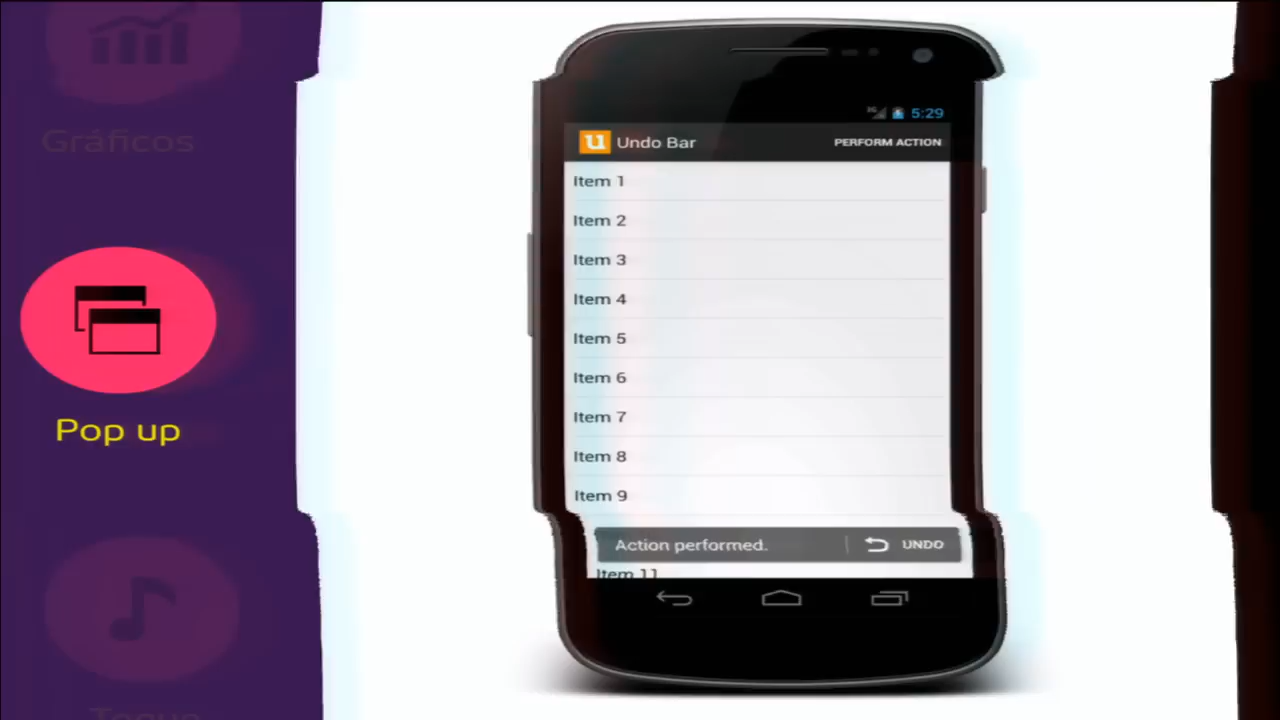 Gráficos
Pop up
5:29
u Undo Bar PERFORM ACTION
Item 1
Item 2
Item 3
Item 4
Item 5
Item 6
Item 7
Item 8
Item 9
Action performed. UNDO
Item 11